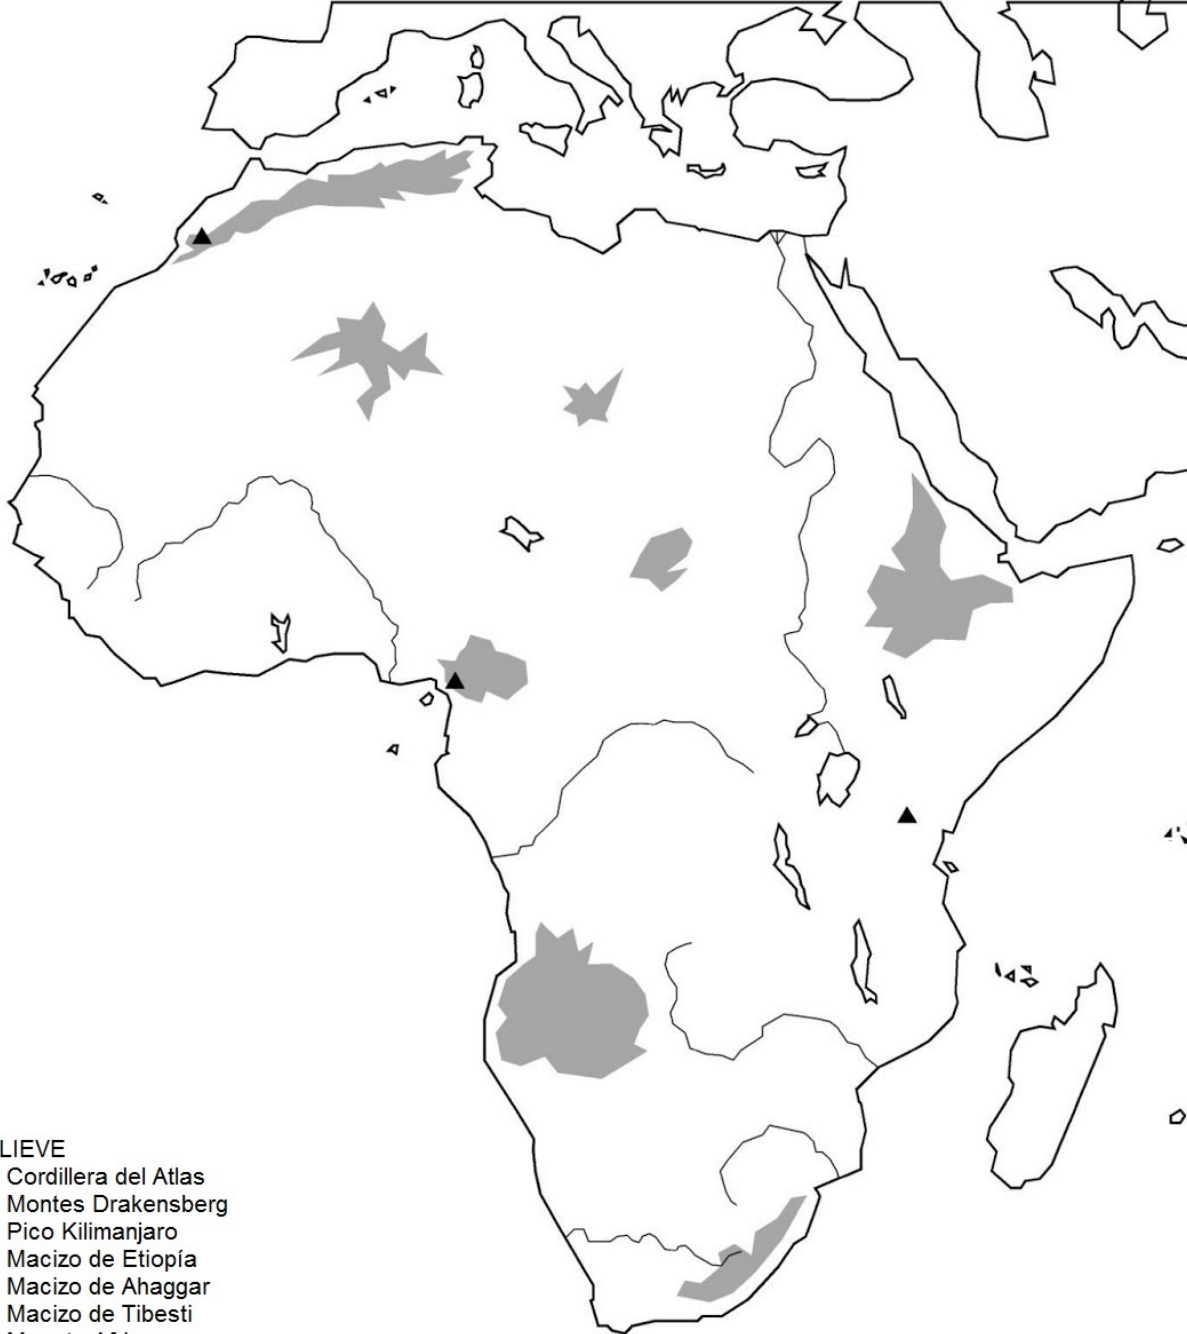 LIEVE
Cordillera del Atlas
Montes Drakensberg
Pico Kilimanjaro
Macizo de Etiopía
Macizo de Ahaggar
Macizo de Tibesti